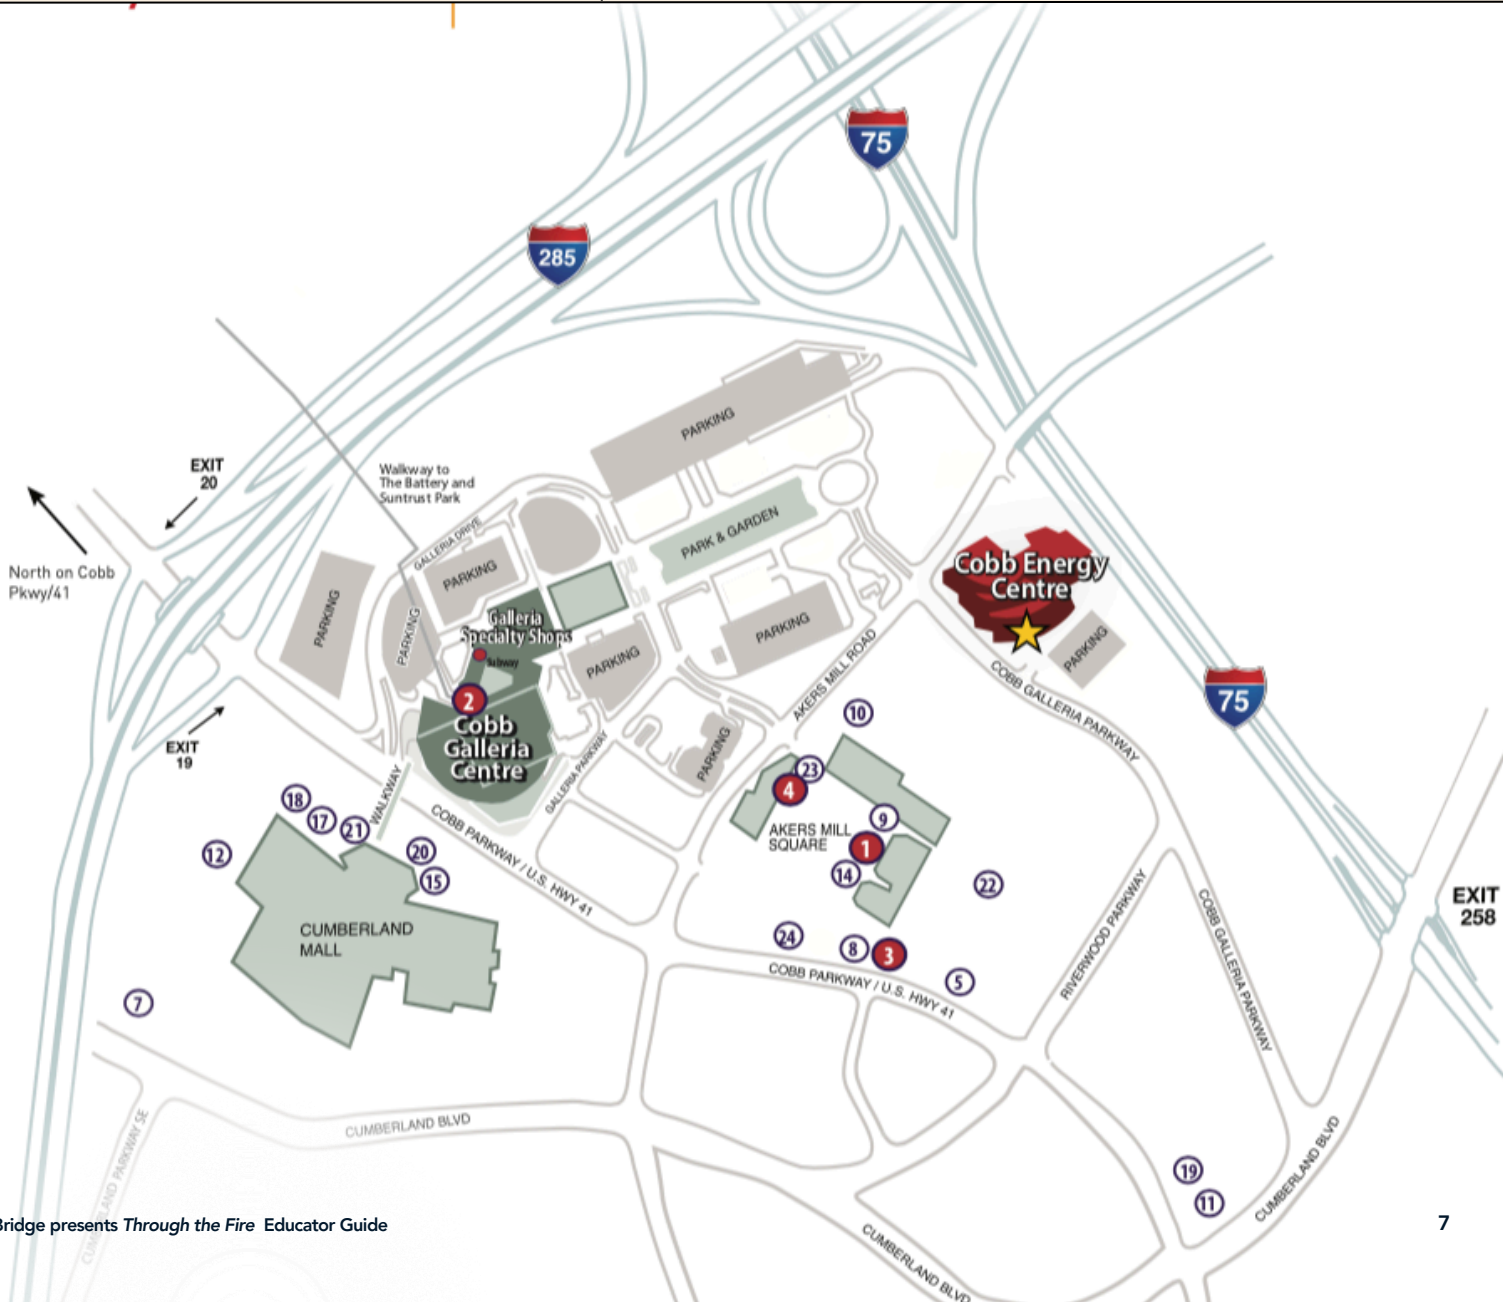 75
285
EXIT
20
Walkway to
The Battery and
Suntrust Park
North on Cobb
Pkwy/41
GALLERIA DRIVE
PARKING
PARKING
PARK & GARDEN
PARKING
PARKING
Galleria
Specialty Shops
Subway
PARKING
PARKING
Cobb Energy
Centre
PARKING
AKERS MILL ROAD
COBB GALLERIA PARKWAY
75
2
Cobb
Galleria
Centre
PARKING
GALLERIA PARKWAY
EXIT
19
WALKWAY
10
23
4
9
AKERS MILL
SQUARE
1
14
22
18
17
21
12
20
15
COBB PARKWAY / U.S. HWY 41
CUMBERLAND
MALL
24
8
3
5
COBB PARKWAY / U.S. HWY 41
RIVERWOOD PARKWAY
COBB GALLERIA PARKWAY
EXIT
258
7
CUMBERLAND BLVD
CUMBERLAND PARKWAY SE
19
11
CUMBERLAND BLVD
CUMBERLAND BLVD
Bridge presents Through the Fire Educator Guide
7